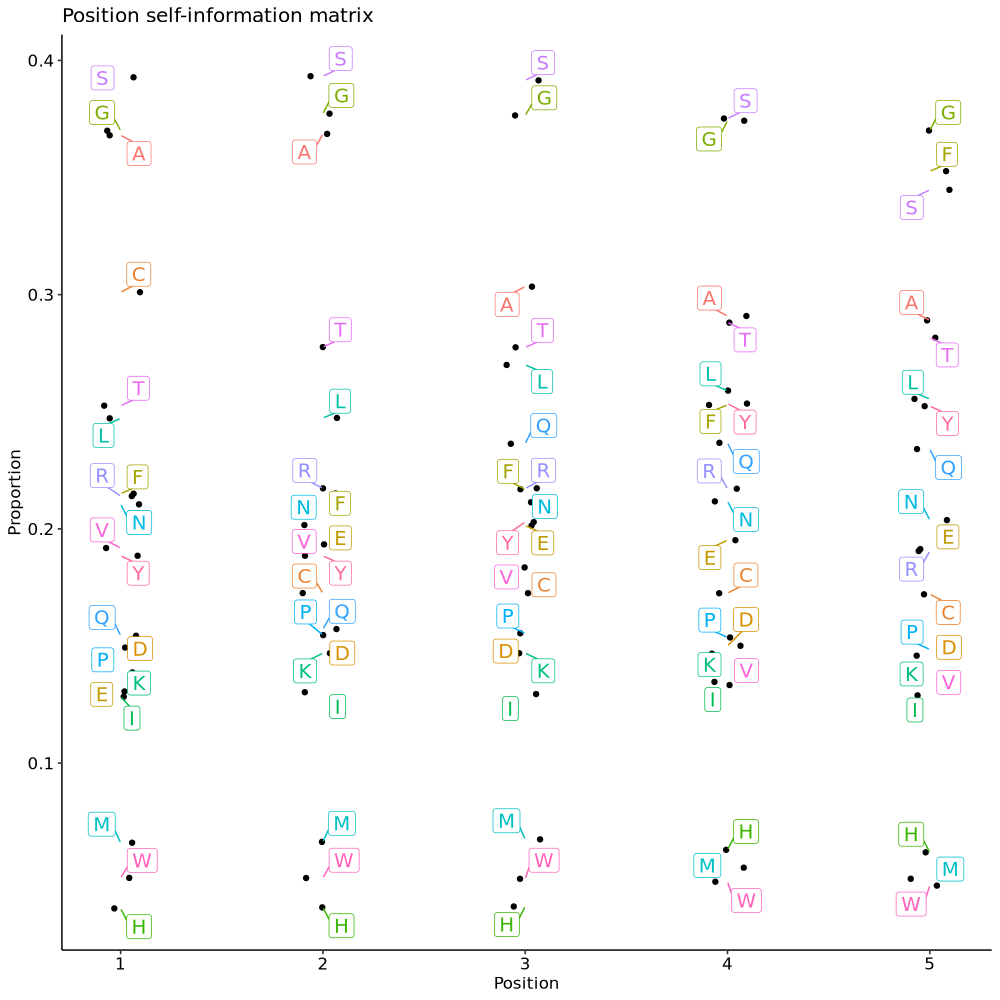 Position self-information matrix
Proportion
0.4
0.3
0.2
0.1
S
G
A
C
T
L
R
F
N
V
Y
Q
D
P
K
E
I
M
W
H
S
G
A
T
L
R
F
N
E
V
C
Y
P
Q
D
K
I
M
W
H
S
G
A
T
L
Q
F
R
N
Y
E
V
C
P
D
K
I
M
W
H
S
G
A
T
L
F
Y
Q
R
N
E
C
P
D
K
V
I
H
M
W
G
F
S
A
T
L
Y
Q
N
E
R
C
P
D
K
V
I
H
M
W
1 2 3 4 5
Position